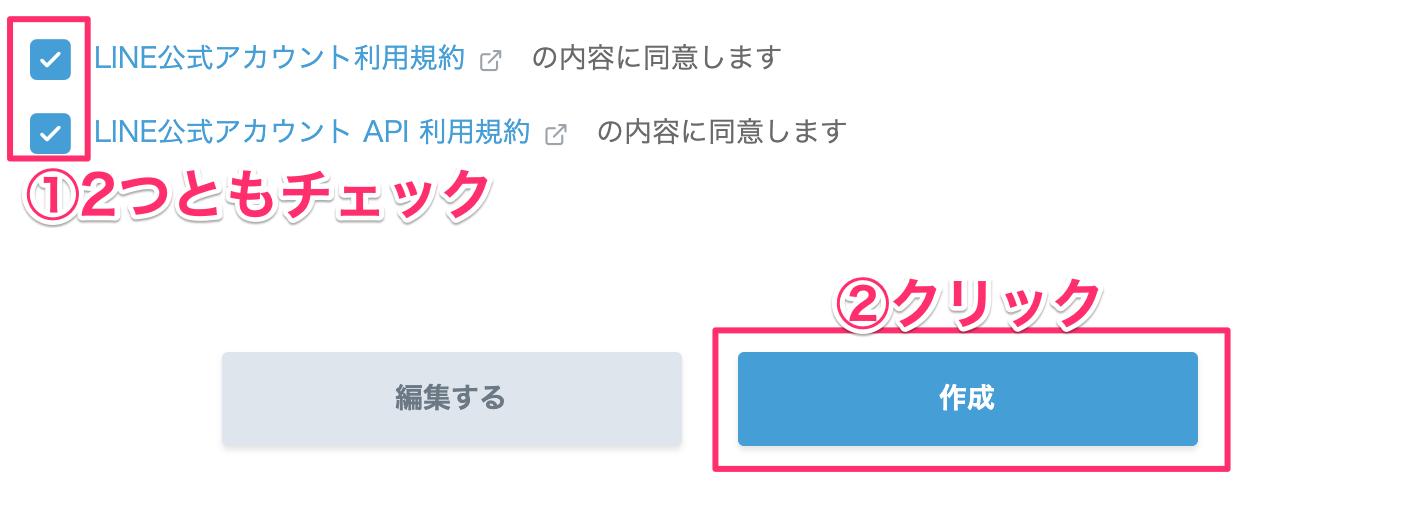 LINE公式アカウント利用規約 の内容に同意します
LINE公式アカウント API 利用規約 の内容に同意します
①2つともチェック
②クリック
編集する
作成